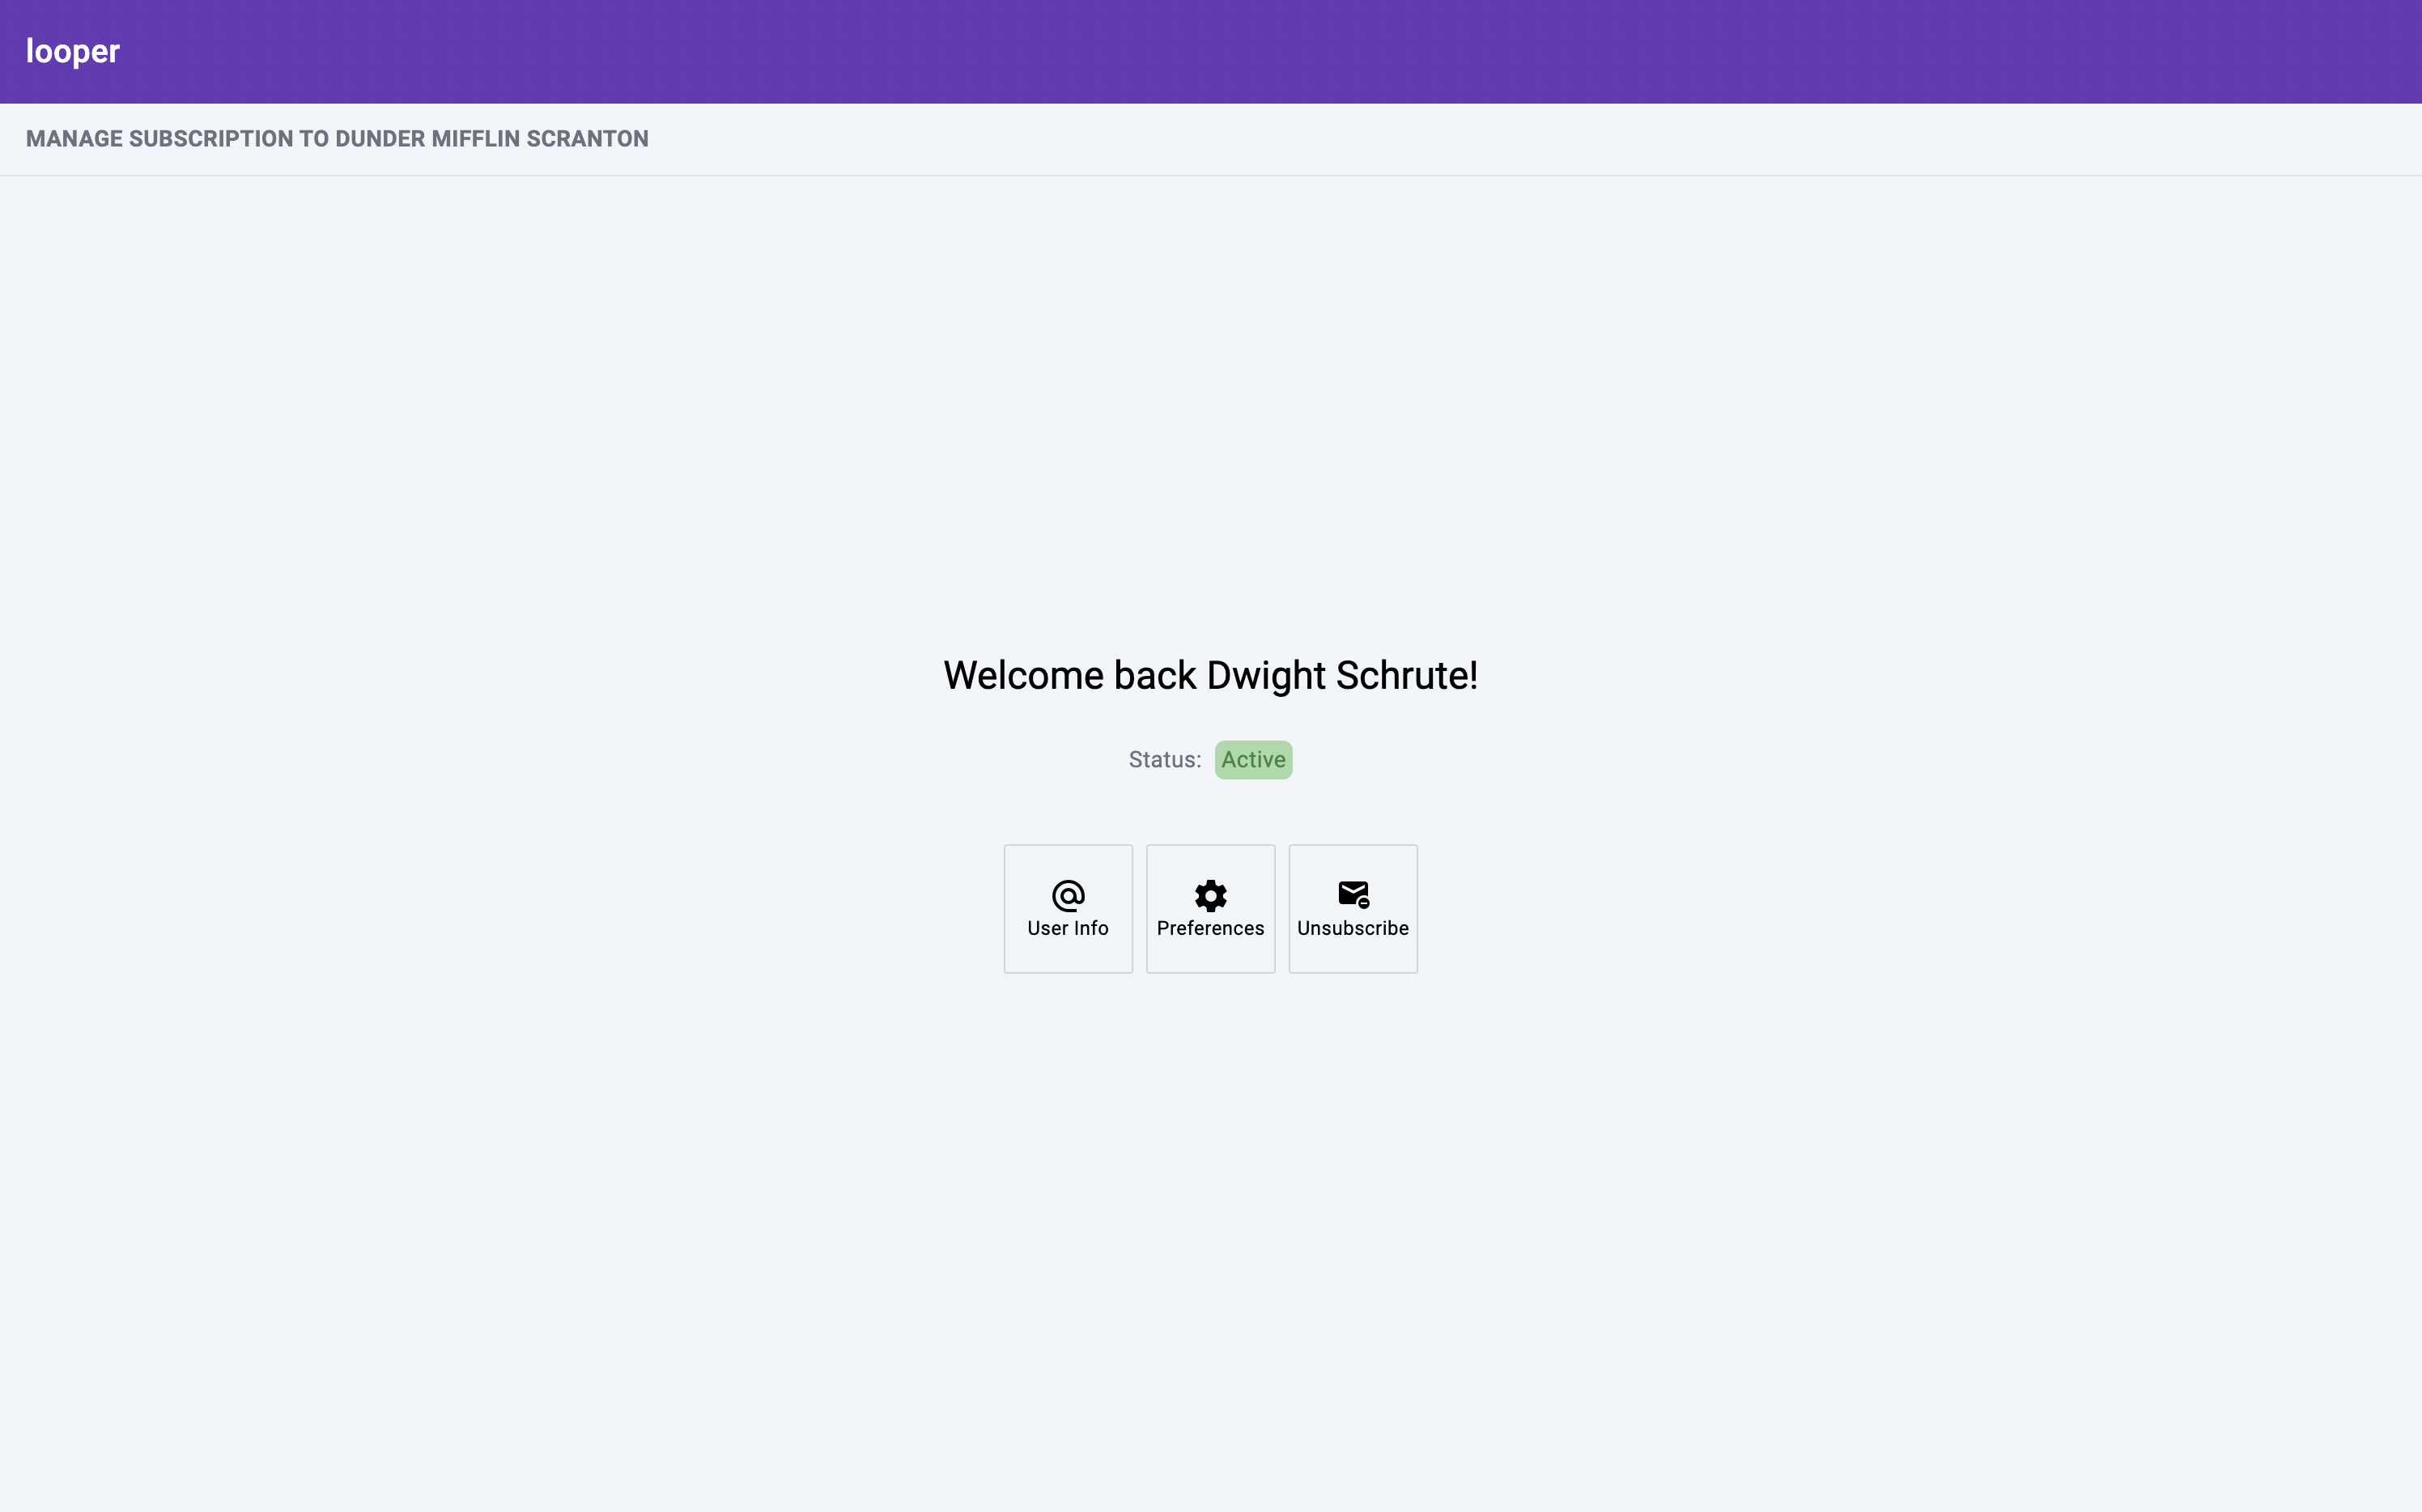 looper
MANAGE SUBSCRIPTION TO DUNDER MIFFLIN SCRANTON
Welcome back Dwight Schrute!
Status: Active
User Info
Preferences
Unsubscribe